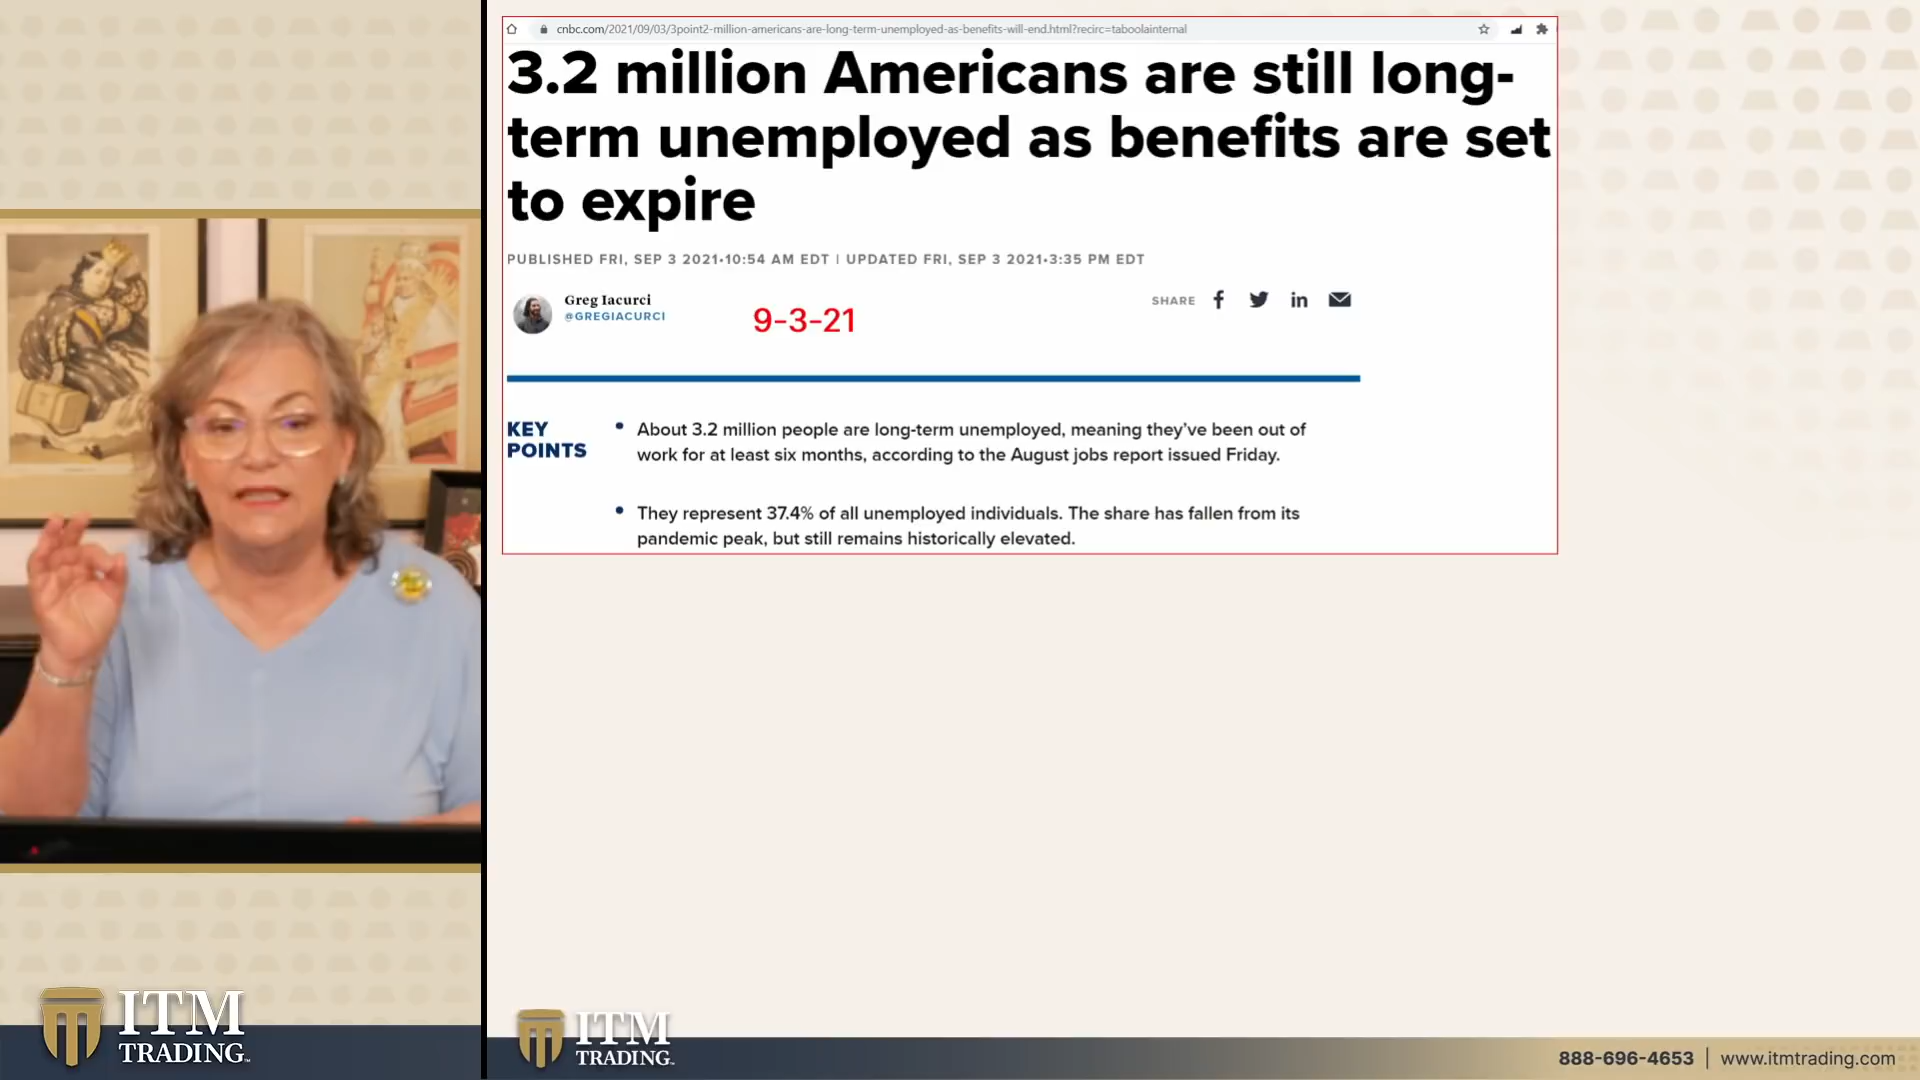 cnbc.com/2021/09/03/3point2-million-americans-are-long-term-unemployed-as-benefits-will-end.html?recirc=taboolainternal
3.2 million Americans are still long-
term unemployed as benefits are set
to expire
PUBLISHED FRI, SEP 3 2021•10:54 AM EDT | UPDATED FRI, SEP 3 2021•3:35 PM EDT
Greg Iacurci
@GREGIACURCI
9-3-21
SHARE
KEY
POINTS
• About 3.2 million people are long-term unemployed, meaning they’ve been out of
work for at least six months, according to the August jobs report issued Friday.
• They represent 37.4% of all unemployed individuals. The share has fallen from its
pandemic peak, but still remains historically elevated.
ITM
TRADING™
ITM
TRADING™
888-696-4653 | www.itmtrading.com